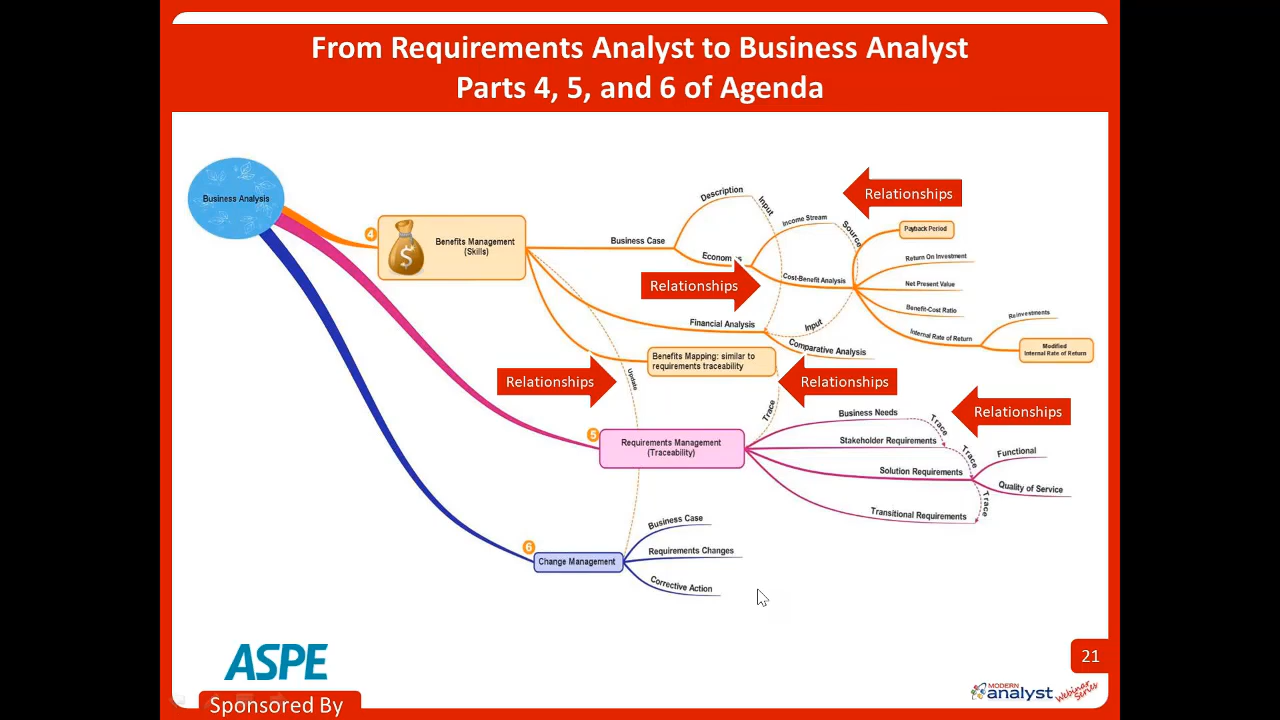 From Requirements Analyst to Business Analyst
Parts 4, 5, and 6 of Agenda
Business Analysis
4
Benefits Management
(Skills)
Business Case
Description
Input
Income Stream
Source
Relationships
Payback Period
Return On Investment
Net Present Value
Benefit-Cost Ratio
Internal Rate of Return
Reinvestments
Modified
Internal Rate of Return
Cost-Benefit Analysis
Relationships
Financial Analysis
Input
Comparative Analysis
Benefits Mapping: similar to
requirements traceability
Relationships
Update
Relationships
Trace
5
Requirements Management
(Traceability)
Business Needs
Trace
Relationships
Stakeholder Requirements
Trace
Solution Requirements
Functional
Quality of Service
Trace
Transitional Requirements
6
Change Management
Business Case
Requirements Changes
Corrective Action
ASPE
Sponsored By
21
MODERN
analyst
Webinar
Series